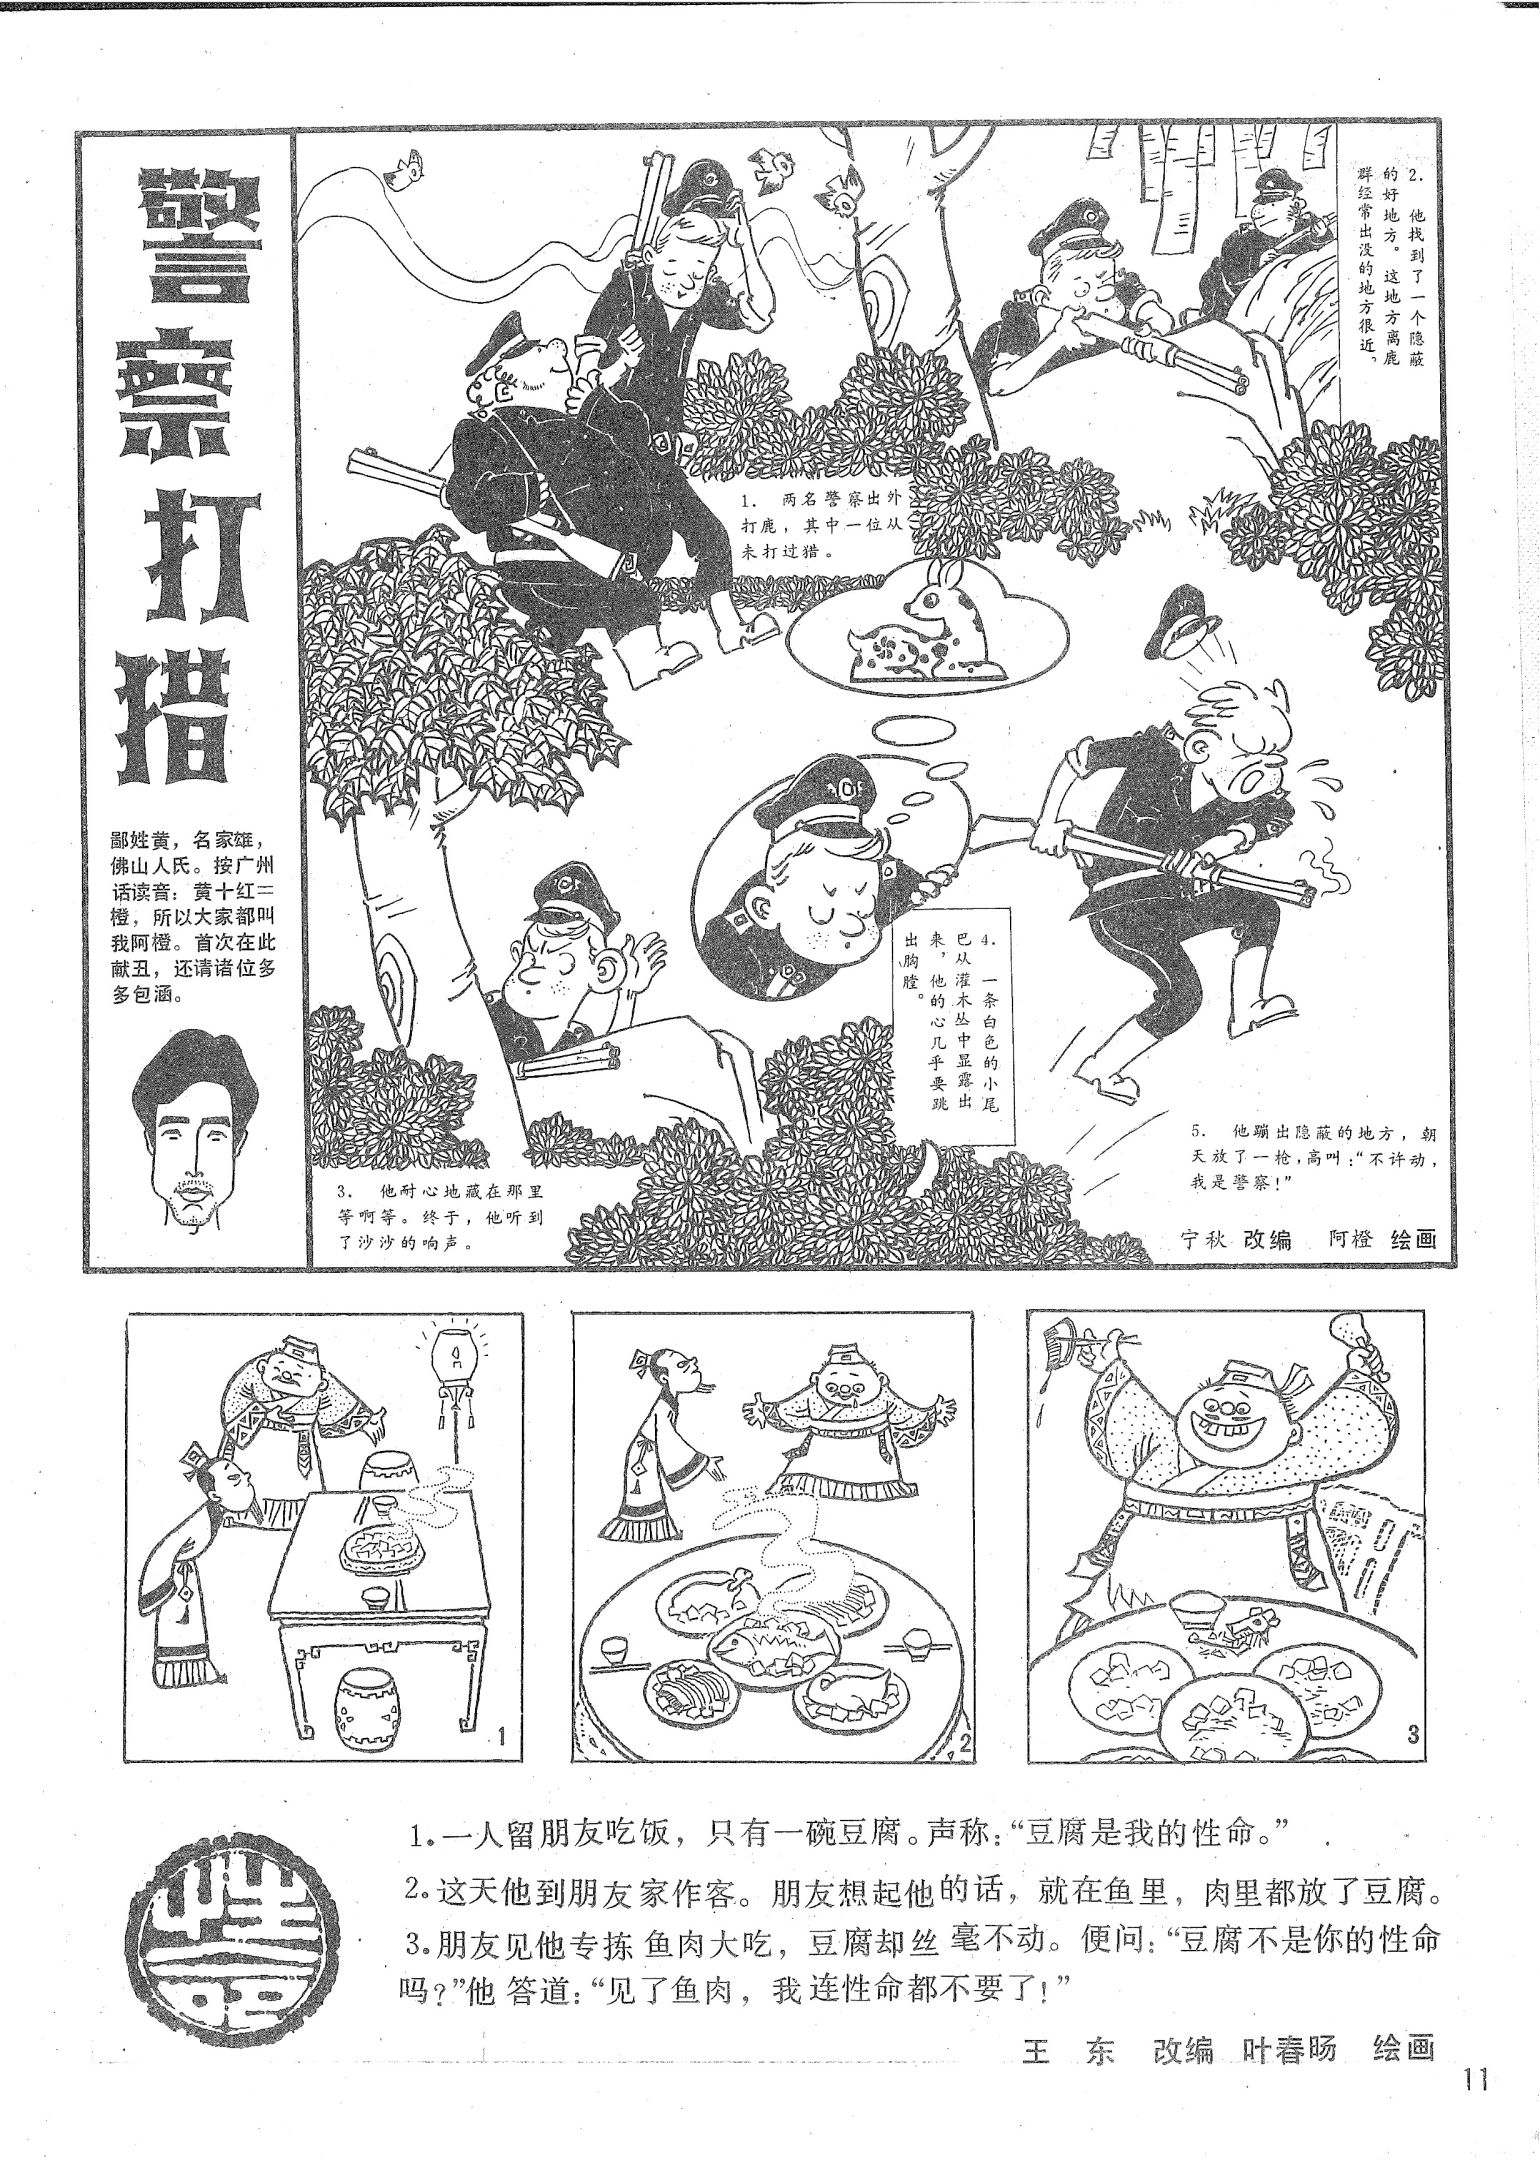 警察打猎
鄙姓黄，名家雄，
佛山人氏。按广州
话读音：黄十红＝
橙，所以大家都叫
我阿橙。首次在此
献丑，还请诸位多
多包涵。
1. 两名警察出外
打鹿，其中一位从
未打过猎。
2. 他找到了一个隐蔽
的好地方。这地方离鹿
群经常出没的地方很近。
3. 他耐心地藏在那里
等啊等。终于，他听到
了沙沙的响声。
4. 一条白色的小尾
巴从灌木丛中显露出
来，他的心几乎要跳
出胸膛。
5. 他蹦出隐蔽的地方，朝
天放了一枪，高叫：“不许动，
我是警察！”
宁秋 改编 阿橙 绘画
1
2
3
性命
1。一人留朋友吃饭，只有一碗豆腐。声称：“豆腐是我的性命。”
2。这天他到朋友家作客。朋友想起他的话，就在鱼里，肉里都放了豆腐。
3。朋友见他专拣鱼肉大吃，豆腐却丝毫不动。便问：“豆腐不是你的性命
吗？”他答道：“见了鱼肉，我连性命都不要了！”
王 东 改编 叶春旸 绘画
11